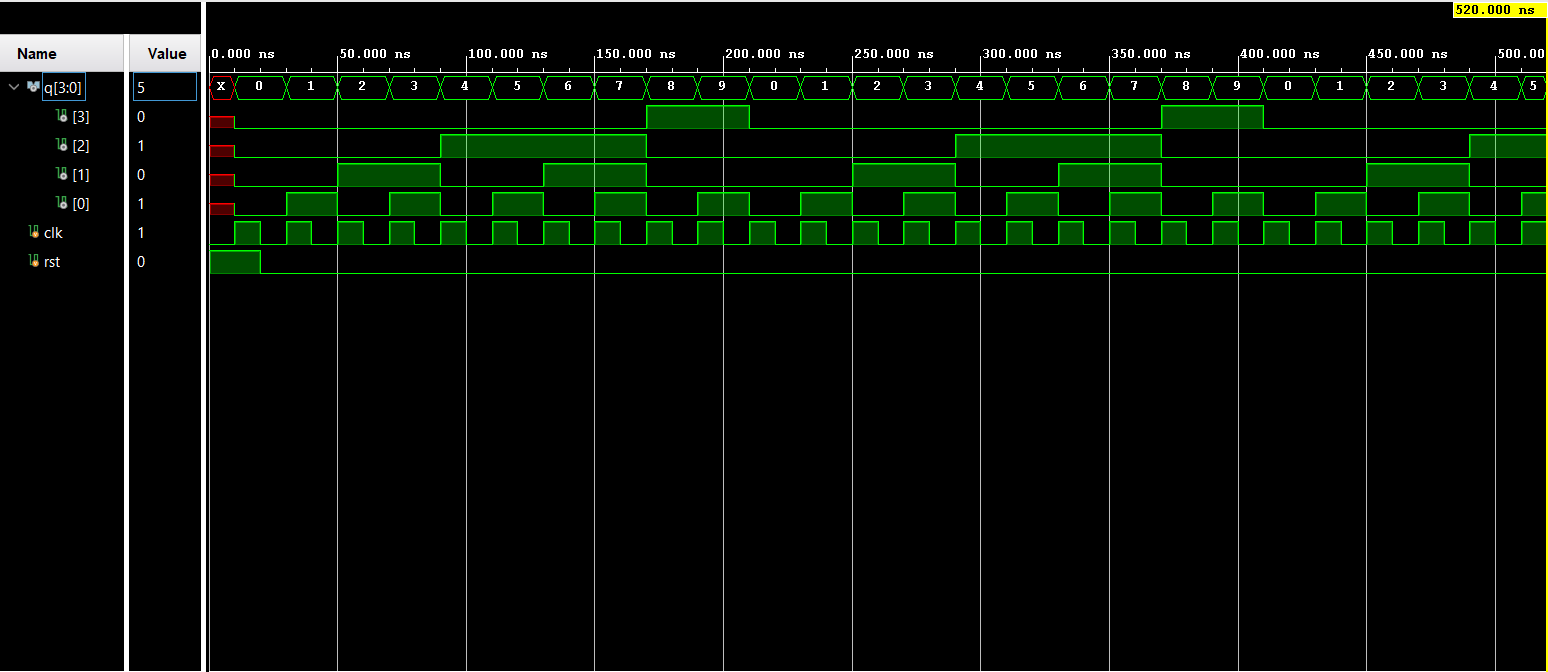 520.000 ns
Name Value
0.000 ns 50.000 ns 100.000 ns 150.000 ns 200.000 ns 250.000 ns 300.000 ns 350.000 ns 400.000 ns 450.000 ns 500.00
q[3:0] 5 X 0 1 2 3 4 5 6 7 8 9 0 1 2 3 4 5 6 7 8 9 0 1 2 3 4 5
[3] 0
[2] 1
[1] 0
[0] 1
clk 1
rst 0